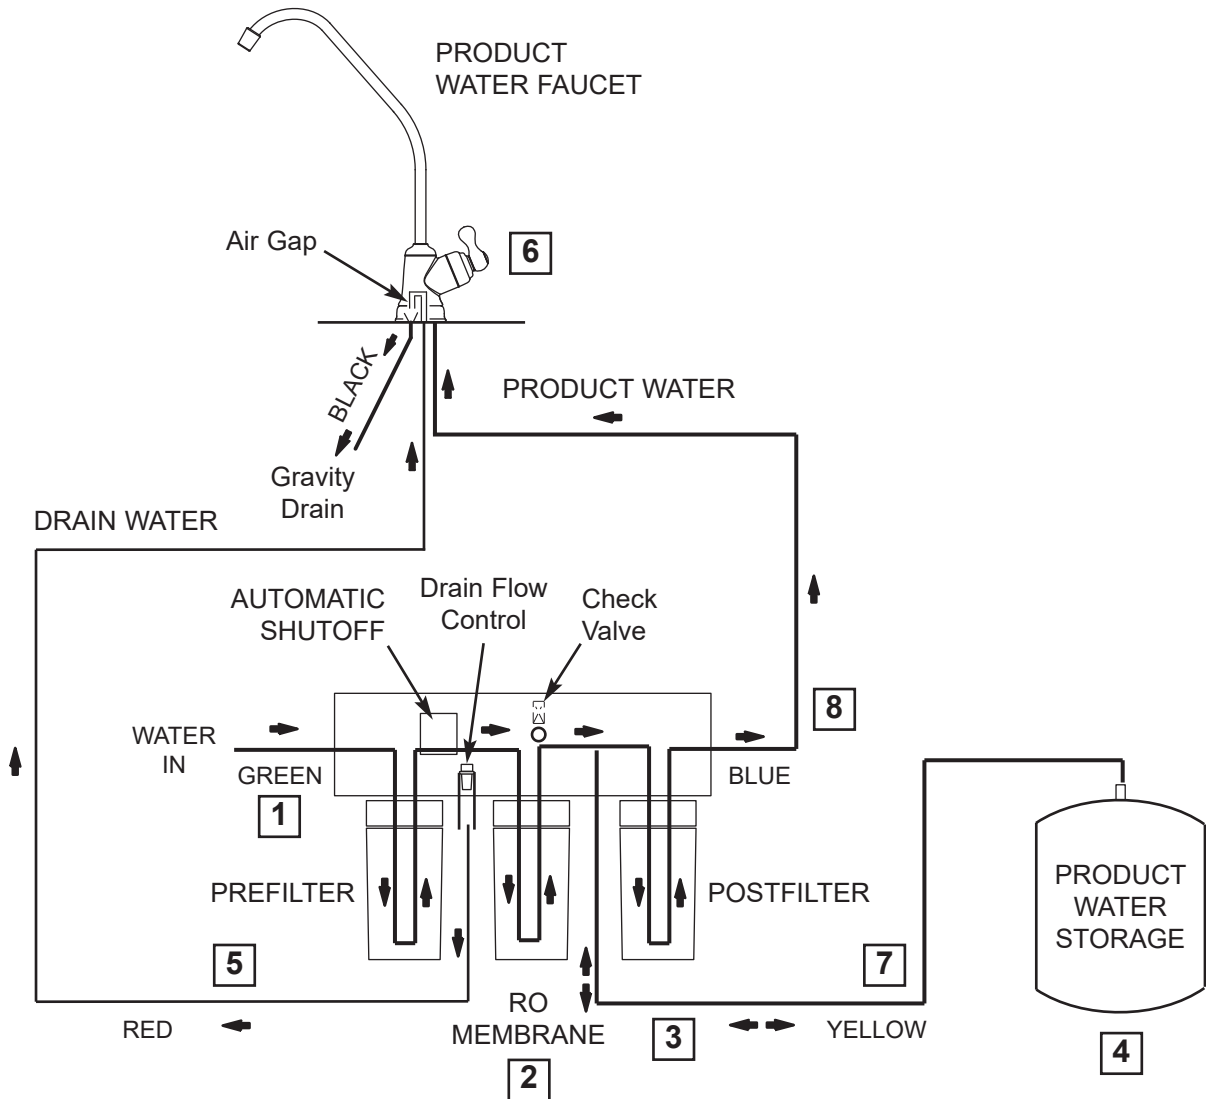 PRODUCT
WATER FAUCET
Air Gap
6
BLACK
PRODUCT WATER
Gravity
Drain
DRAIN WATER
AUTOMATIC
SHUTOFF
Drain Flow
Control
Check
Valve
8
WATER
IN
GREEN
BLUE
1
PREFILTER
POSTFILTER
PRODUCT
WATER
STORAGE
5
7
RED
RO
MEMBRANE
3
YELLOW
4
2